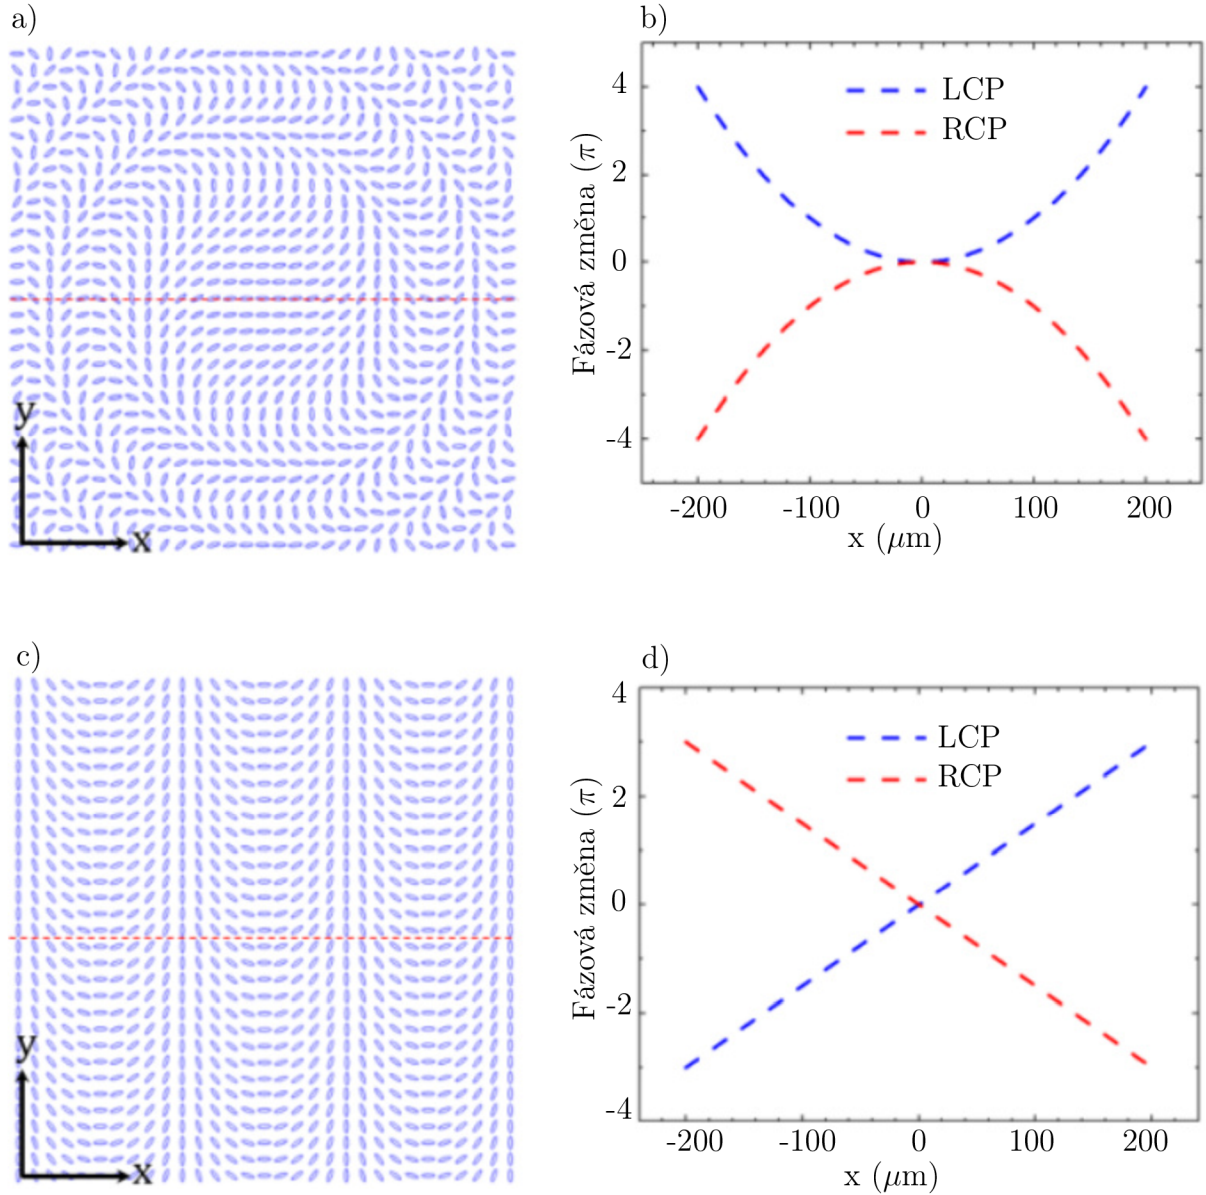 a)
y
x
b)
LCP
RCP
Fázová změna (π)
4
2
0
-2
-4
-200 -100 0 100 200
x (μm)
c)
y
x
d)
LCP
RCP
Fázová změna (π)
4
2
0
-2
-4
-200 -100 0 100 200
x (μm)